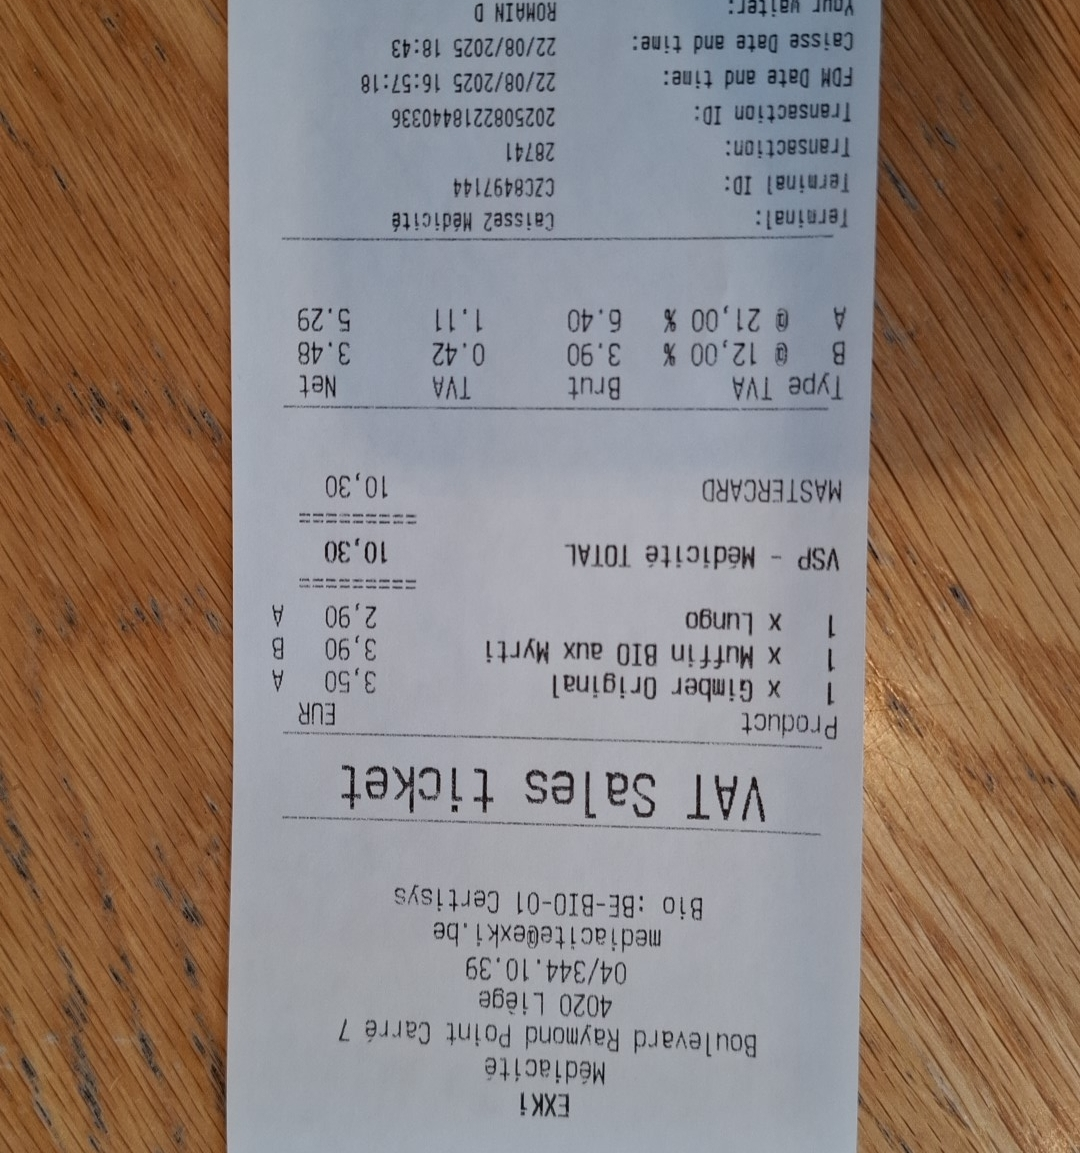 EXKi
Médiacité
Boulevard Raymond Point Carré 7
4020 Liège
04/344.10.39
mediacite@exki.be
Bio :BE-BIO-01 Certisys
VAT Sales ticket
Product EUR
1 x Gimber Original 3,50 A
1 x Muffin BIO aux Myrti 3,90 B
1 x Lungo 2,90 A
==========
VSP - Médicité TOTAL 10,30
==========
MASTERCARD 10,30
Type TVA Brut TVA Net
B @ 12,00 % 3.90 0.42 3.48
A @ 21,00 % 6.40 1.11 5.29
Terminal: Caisse2 Médicité
Terminal ID: CZC8497144
Transaction: 28741
Transaction ID: 2025082218440336
FDM Date and time: 22/08/2025 16:57:18
Caisse Date and time: 22/08/2025 18:43
Your waiter: ROMAIN D